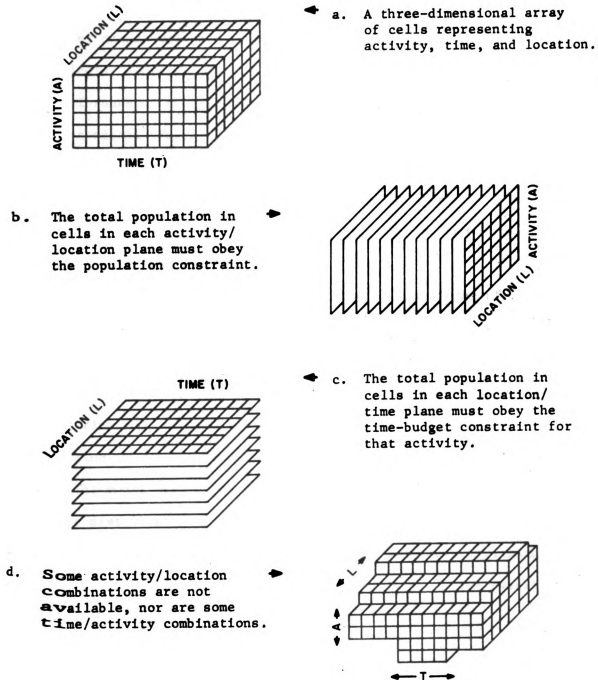 LOCATION (L)
ACTIVITY (A)
TIME (T)
a. A three-dimensional array
of cells representing
activity, time, and location.
b. The total population in
cells in each activity/
location plane must obey
the population constraint.
ACTIVITY (A)
LOCATION (L)
TIME (T)
LOCATION (L)
c. The total population in
cells in each location/
time plane must obey the
time-budget constraint for
that activity.
d. Some activity/location
combinations are not
available, nor are some
time/activity combinations.
L
A
T